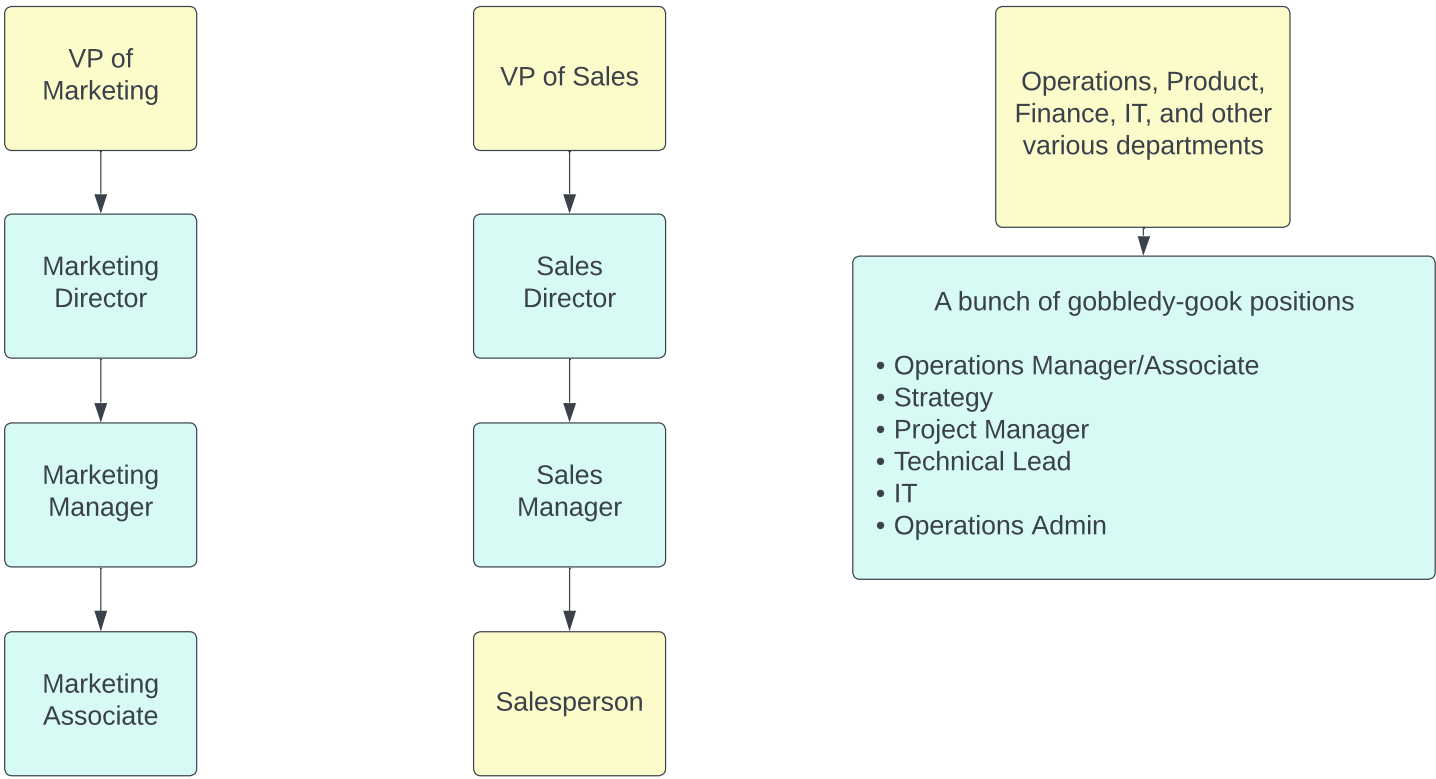 VP of
Marketing
Marketing
Director
Marketing
Manager
Marketing
Associate
VP of Sales
Sales
Director
Sales
Manager
Salesperson
Operations, Product,
Finance, IT, and other
various departments
A bunch of gobbledy-gook positions
• Operations Manager/Associate
• Strategy
• Project Manager
• Technical Lead
• IT
• Operations Admin